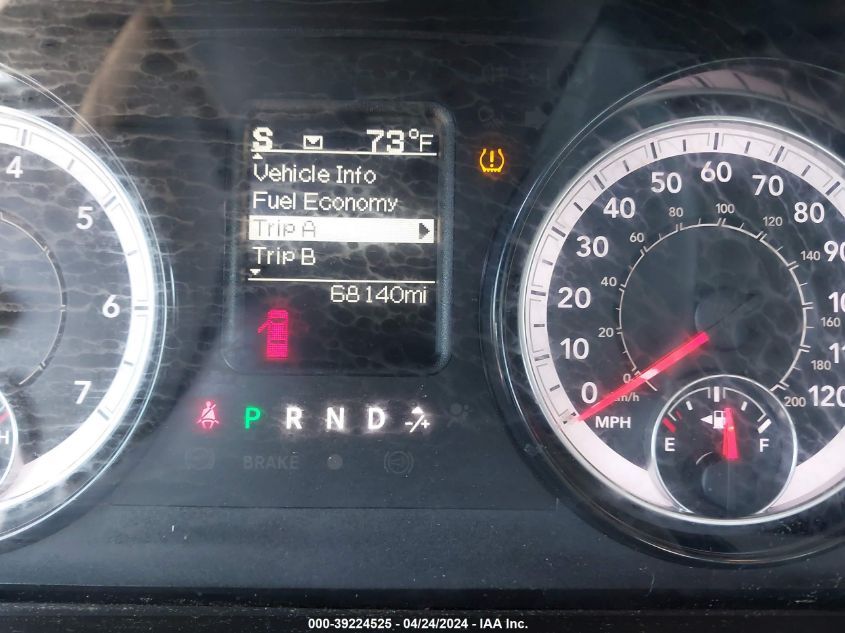 S 73°F
Vehicle Info
Fuel Economy
Trip A
Trip B
68140mi
4
5
6
7
H
P R N D -/+
BRAKE
0 10 20 30 40 50 60 70 80 90
120
MPH
0 20 40 60 80 100 120 140 160 180 200
km/h
E F
000-39224525 - 04/24/2024 - IAA Inc.